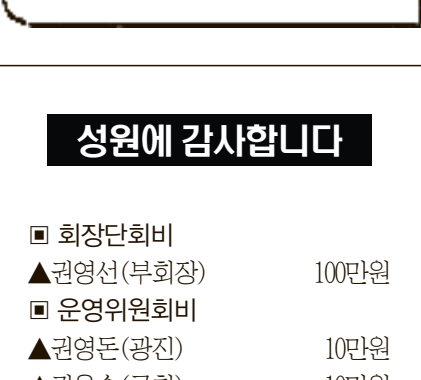 성원에 감사합니다
▣ 회장단회비
▲권영선(부회장) 100만원
▣ 운영위원회비
▲권영돈(광진) 10만원